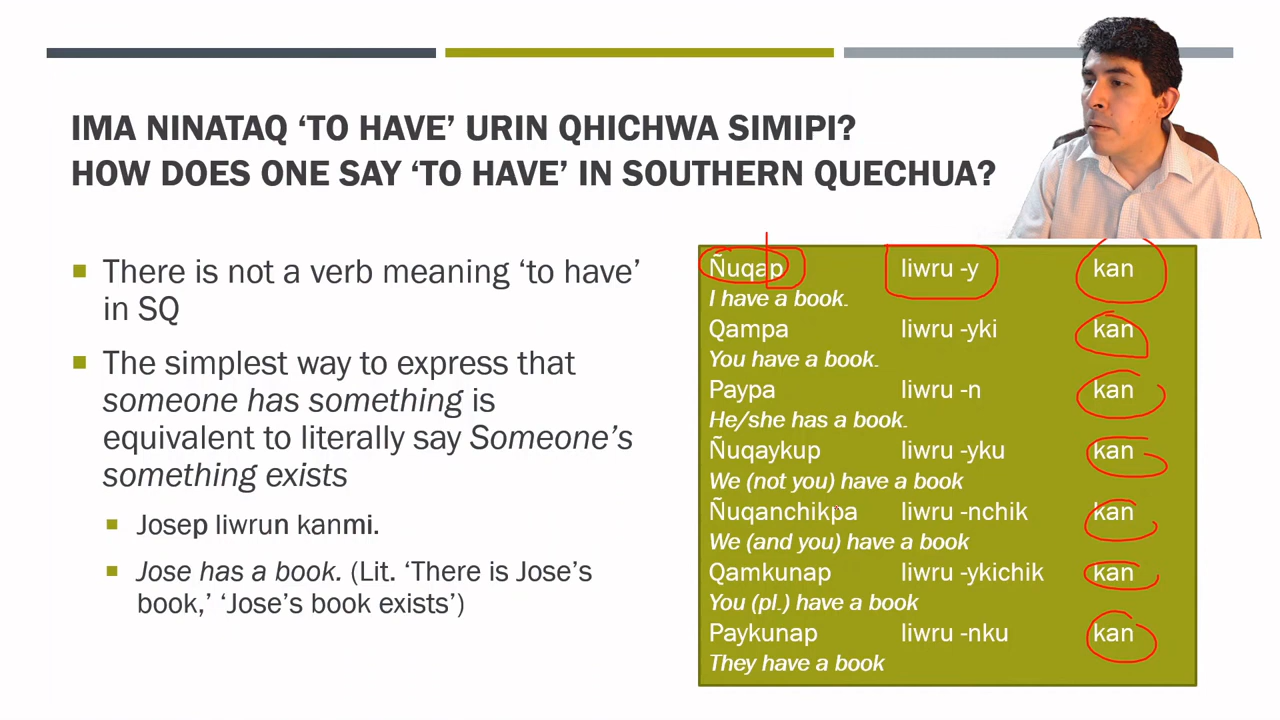 IMA NINATAQ ‘TO HAVE’ URIN QHICHWA SIMIPI?
HOW DOES ONE SAY ‘TO HAVE’ IN SOUTHERN QUECHUA?
There is not a verb meaning ‘to have’
in SQ
The simplest way to express that
someone has something is
equivalent to literally say Someone’s
something exists
Josep liwrun kanmi.
Jose has a book. (Lit. ‘There is Jose’s
book,’ ‘Jose’s book exists’)
Ñuqap liwru -y kan
I have a book.
Qampa liwru -yki kan
You have a book.
Paypa liwru -n kan
He/she has a book.
Ñuqaykup liwru -yku kan
We (not you) have a book
Ñuqanchikpa liwru -nchik kan
We (and you) have a book
Qamkunap liwru -ykichik kan
You (pl.) have a book
Paykunap liwru -nku kan
They have a book